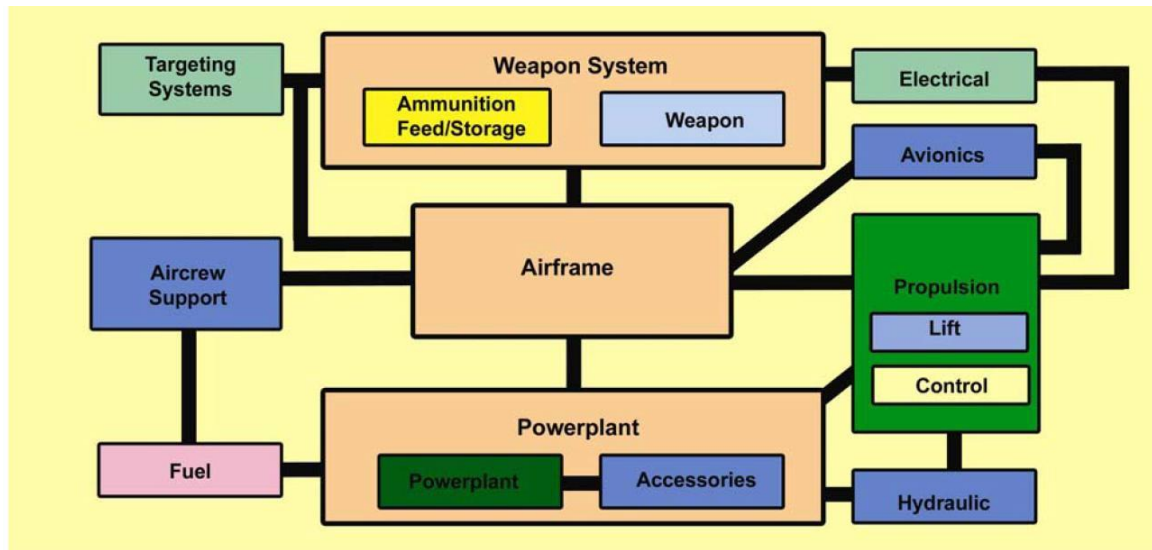 Targeting
Systems
Weapon System
Ammunition
Feed/Storage
Weapon
Electrical
Avionics
Airframe
Aircrew
Support
Propulsion
Lift
Control
Powerplant
Powerplant
Accessories
Fuel
Hydraulic